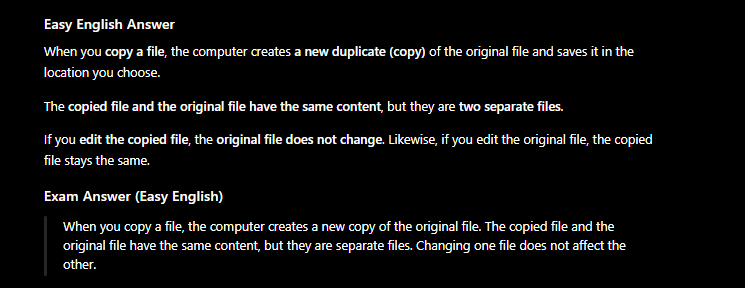 Easy English Answer
When you copy a file, the computer creates a new duplicate (copy) of the original file and saves it in the
location you choose.
The copied file and the original file have the same content, but they are two separate files.
If you edit the copied file, the original file does not change. Likewise, if you edit the original file, the copied
file stays the same.
Exam Answer (Easy English)
When you copy a file, the computer creates a new copy of the original file. The copied file and the
original file have the same content, but they are separate files. Changing one file does not affect the
other.